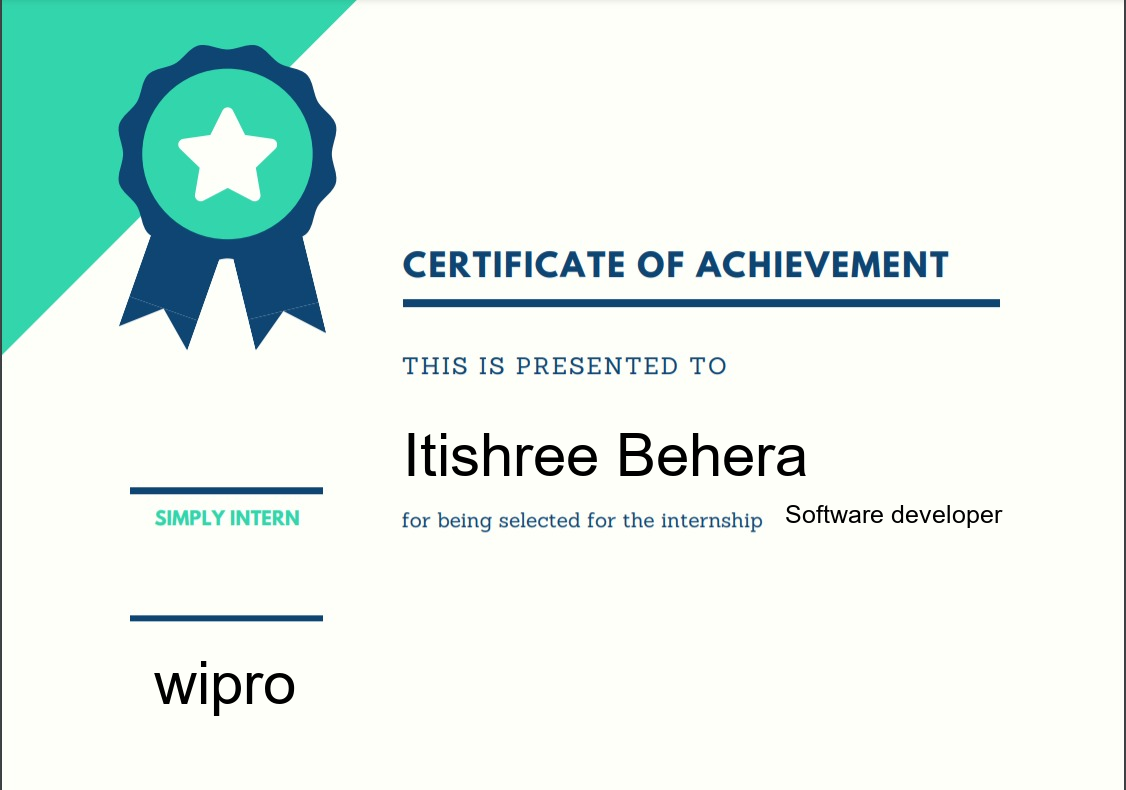 CERTIFICATE OF ACHIEVEMENT
THIS IS PRESENTED TO
Itishree Behera
for being selected for the internship Software developer
SIMPLY INTERN
wipro